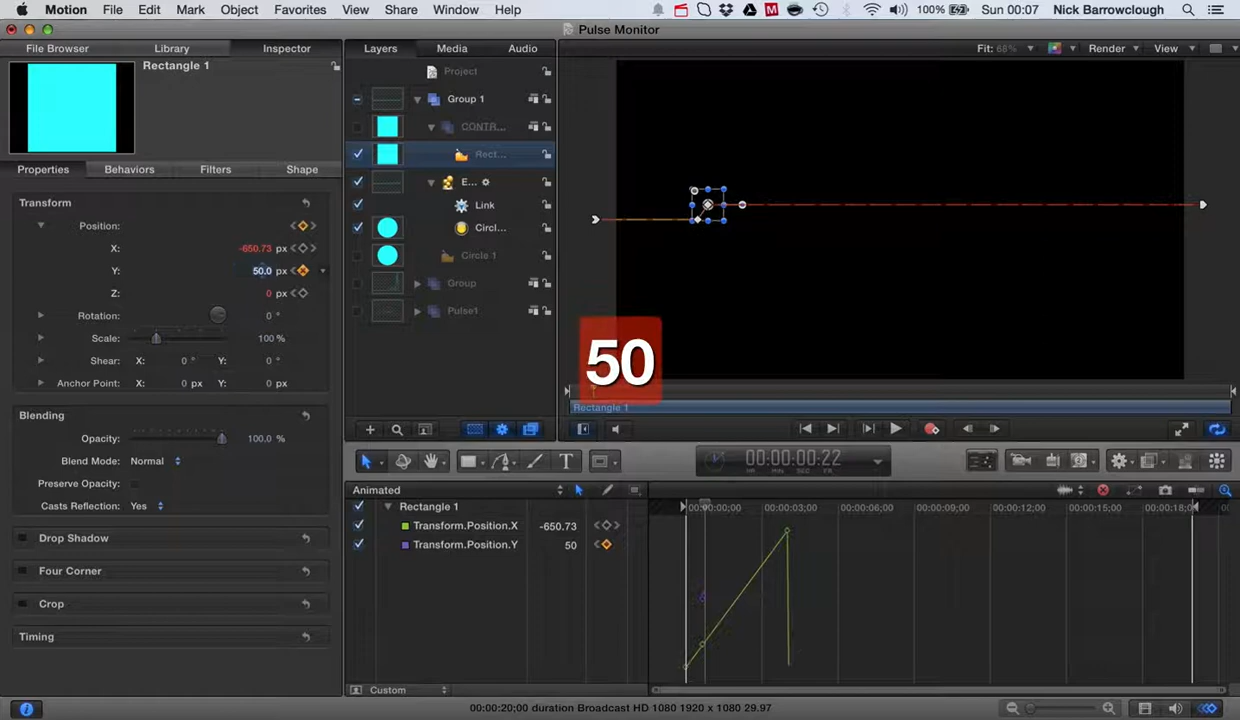 Motion File Edit Mark Object Favorites View Share Window Help 100% Sun 00:07 Nick Barrowclough
Pulse Monitor
File Browser Library Inspector Layers Media Audio Fit: 68% Render View
Rectangle 1
Project
Group 1
CONTR...
Rect...
E...
Link
Circl...
Circle 1
Group
Pulse1
Properties Behaviors Filters Shape
Transform
Position:
X: -650.73 px
Y: 50.0 px
Z: 0 px
Rotation: 0 °
Scale: 100 %
Shear: X: 0 ° Y: 0 °
Anchor Point: X: 0 px Y: 0 px
Blending
Opacity: 100.0 %
Blend Mode: Normal
Preserve Opacity:
Casts Reflection: Yes
Drop Shadow
Four Corner
Crop
Timing
50
Rectangle 1
00:00:00:22
HR MIN SEC FR
Animated
Rectangle 1
Transform.Position.X -650.73
Transform.Position.Y 50
00:00:00;00 00:00:03;00 00:00:06;00 00:00:09;00 00:00:12;00 00:00:15;00 00:00:18;0
Custom
00:00:20;00 duration Broadcast HD 1080 1920 x 1080 29.97